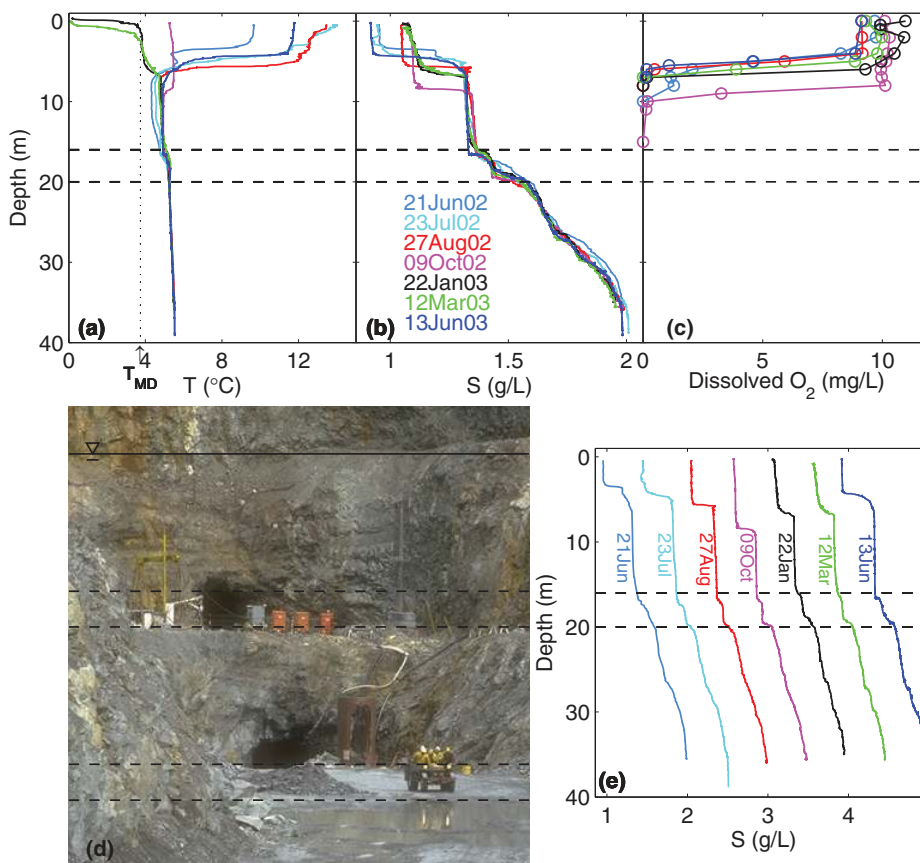 0
10
20
30
40
Depth (m)
(a)
0
4
8
12
T_MD
T (°C)
(b)
21Jun02
23Jul02
27Aug02
09Oct02
22Jan03
12Mar03
13Jun03
1
1.5
2
S (g/L)
(c)
0
5
10
Dissolved O₂ (mg/L)
(d)
0
10
20
30
40
Depth (m)
21Jun
23Jul
27Aug
09Oct
22Jan
12Mar
13Jun
(e)
1
2
3
4
S (g/L)